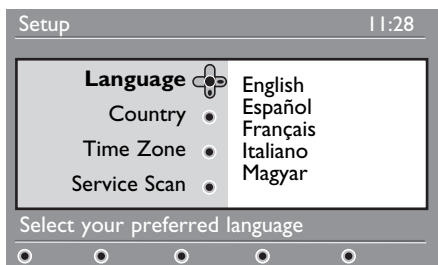 Setup 11:28
Language
Country
Time Zone
Service Scan
English
Español
Français
Italiano
Magyar
Select your preferred language